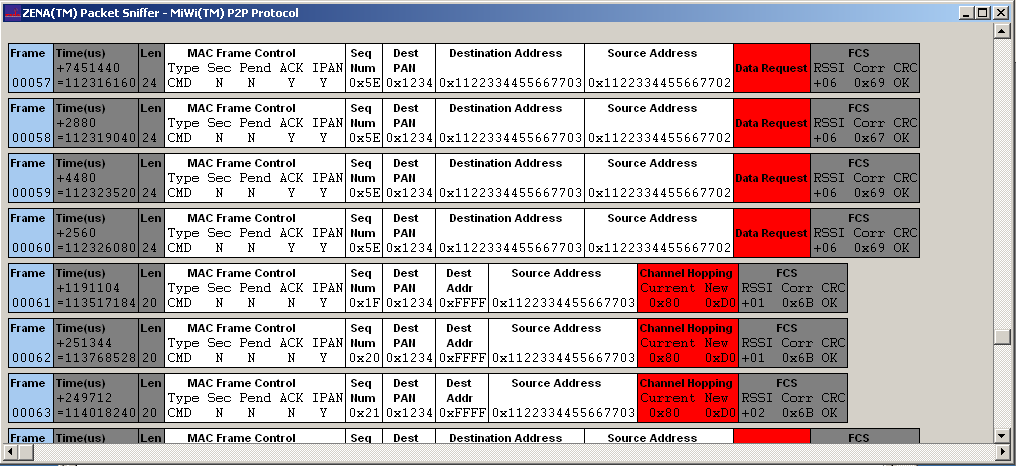 ZENA(TM) Packet Sniffer - MiWi(TM) P2P Protocol
Frame Time(us) Len MAC Frame Control Seq Dest Destination Address Source Address FCS
+7451440 Type Sec Pend ACK IPAN Num PAN Data Request RSSI Corr CRC
00057 =112316160 24 CMD N N Y Y 0x5E 0x1234 0x1122334455667703 0x1122334455667702 +06 0x69 OK
Frame Time(us) Len MAC Frame Control Seq Dest Destination Address Source Address FCS
+2880 Type Sec Pend ACK IPAN Num PAN Data Request RSSI Corr CRC
00058 =112319040 24 CMD N N Y Y 0x5E 0x1234 0x1122334455667703 0x1122334455667702 +06 0x67 OK
Frame Time(us) Len MAC Frame Control Seq Dest Destination Address Source Address FCS
+4480 Type Sec Pend ACK IPAN Num PAN Data Request RSSI Corr CRC
00059 =112323520 24 CMD N N Y Y 0x5E 0x1234 0x1122334455667703 0x1122334455667702 +06 0x69 OK
Frame Time(us) Len MAC Frame Control Seq Dest Destination Address Source Address FCS
+2560 Type Sec Pend ACK IPAN Num PAN Data Request RSSI Corr CRC
00060 =112326080 24 CMD N N Y Y 0x5E 0x1234 0x1122334455667703 0x1122334455667702 +06 0x69 OK
Frame Time(us) Len MAC Frame Control Seq Dest Dest Source Address Channel Hopping FCS
+1191104 Type Sec Pend ACK IPAN Num PAN Addr Current New RSSI Corr CRC
00061 =113517184 20 CMD N N N Y 0x1F 0x1234 0xFFFF 0x1122334455667703 0x80 0xD0 +01 0x6B OK
Frame Time(us) Len MAC Frame Control Seq Dest Dest Source Address Channel Hopping FCS
+251344 Type Sec Pend ACK IPAN Num PAN Addr Current New RSSI Corr CRC
00062 =113768528 20 CMD N N N Y 0x20 0x1234 0xFFFF 0x1122334455667703 0x80 0xD0 +01 0x6B OK
Frame Time(us) Len MAC Frame Control Seq Dest Dest Source Address Channel Hopping FCS
+249712 Type Sec Pend ACK IPAN Num PAN Addr Current New RSSI Corr CRC
00063 =114018240 20 CMD N N N Y 0x21 0x1234 0xFFFF 0x1122334455667703 0x80 0xD0 +02 0x6B OK
Frame Time(us) Len MAC Frame Control Seq Dest Destination Address Source Address FCS